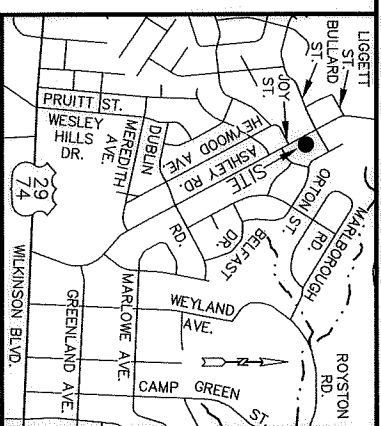 LIGGETT
ST.
BULLARD
ST.
JOY
ST.
HEYWOOD AVE.
ASHLEY RD.
SITE
ORTON ST.
MARLBOROUGH
RD.
BELFAST
DR.
PRUITT ST.
WESLEY
HILLS
DR.
MEREDITH
AVE.
DUBLIN
RD.
29
74
WILKINSON BLVD.
GREENLAND AVE.
MARLOWE AVE.
WEYLAND
AVE.
CAMP GREEN
ST.
ROYSTON
RD.
N